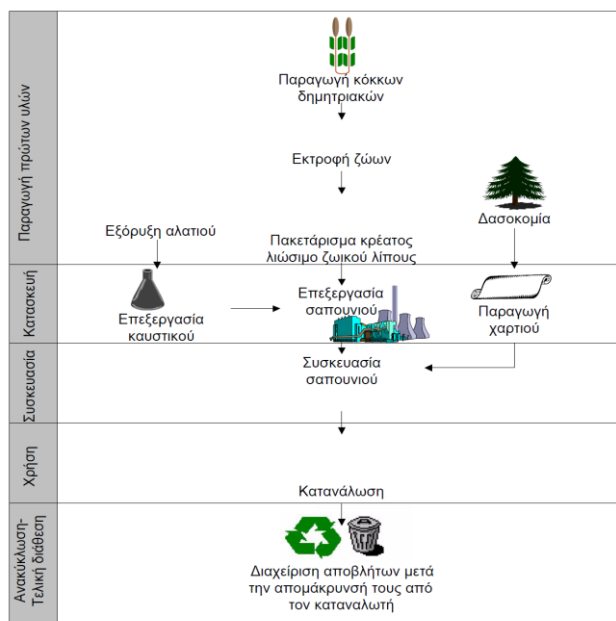 Παραγωγή πρώτων υλών
Παραγωγή κόκκων
δημητριακών
Εκτροφή ζώων
Δασοκομία
Εξόρυξη αλατιού
Πακετάρισμα κρέατος
λιώσιμο ζωικού λίπους
Κατασκευή
Επεξεργασία
καυστικού
Επεξεργασία
σαπουνιού
Παραγωγή
χαρτιού
Συσκευασία
Συσκευασία
σαπουνιού
Χρήση
Κατανάλωση
Ανακύκλωση-
Τελική διάθεση
Διαχείριση αποβλήτων μετά
την απομάκρυνσή τους από
τον καταναλωτή